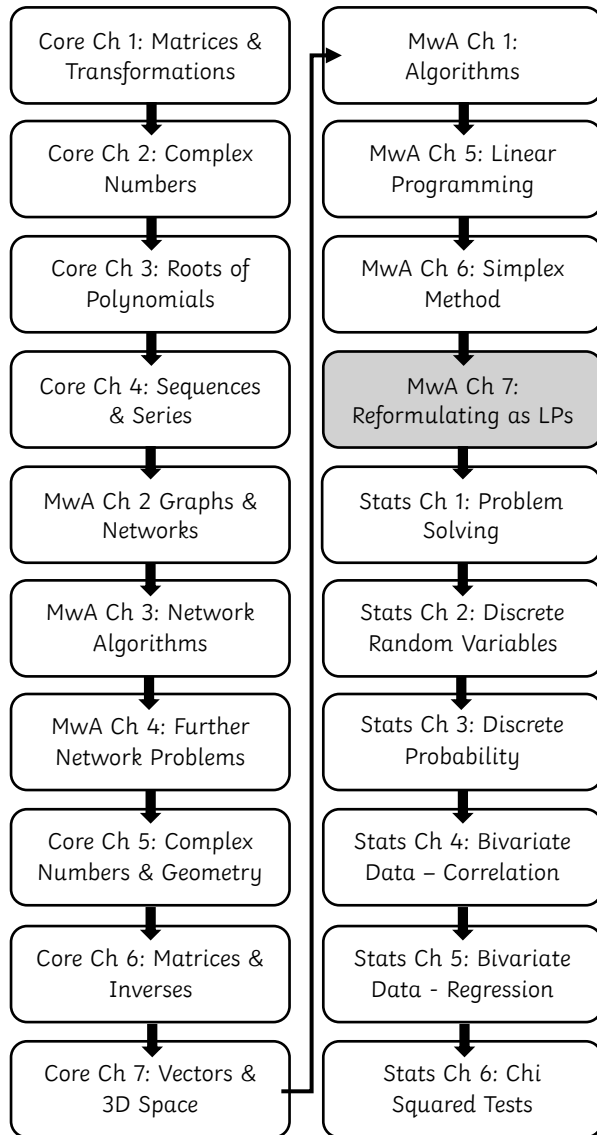 Core Ch 1: Matrices &
Transformations
Core Ch 2: Complex
Numbers
Core Ch 3: Roots of
Polynomials
Core Ch 4: Sequences
& Series
MwA Ch 2 Graphs &
Networks
MwA Ch 3: Network
Algorithms
MwA Ch 4: Further
Network Problems
Core Ch 5: Complex
Numbers & Geometry
Core Ch 6: Matrices &
Inverses
Core Ch 7: Vectors &
3D Space
MwA Ch 1:
Algorithms
MwA Ch 5: Linear
Programming
MwA Ch 6: Simplex
Method
MwA Ch 7:
Reformulating as LPs
Stats Ch 1: Problem
Solving
Stats Ch 2: Discrete
Random Variables
Stats Ch 3: Discrete
Probability
Stats Ch 4: Bivariate
Data – Correlation
Stats Ch 5: Bivariate
Data - Regression
Stats Ch 6: Chi
Squared Tests